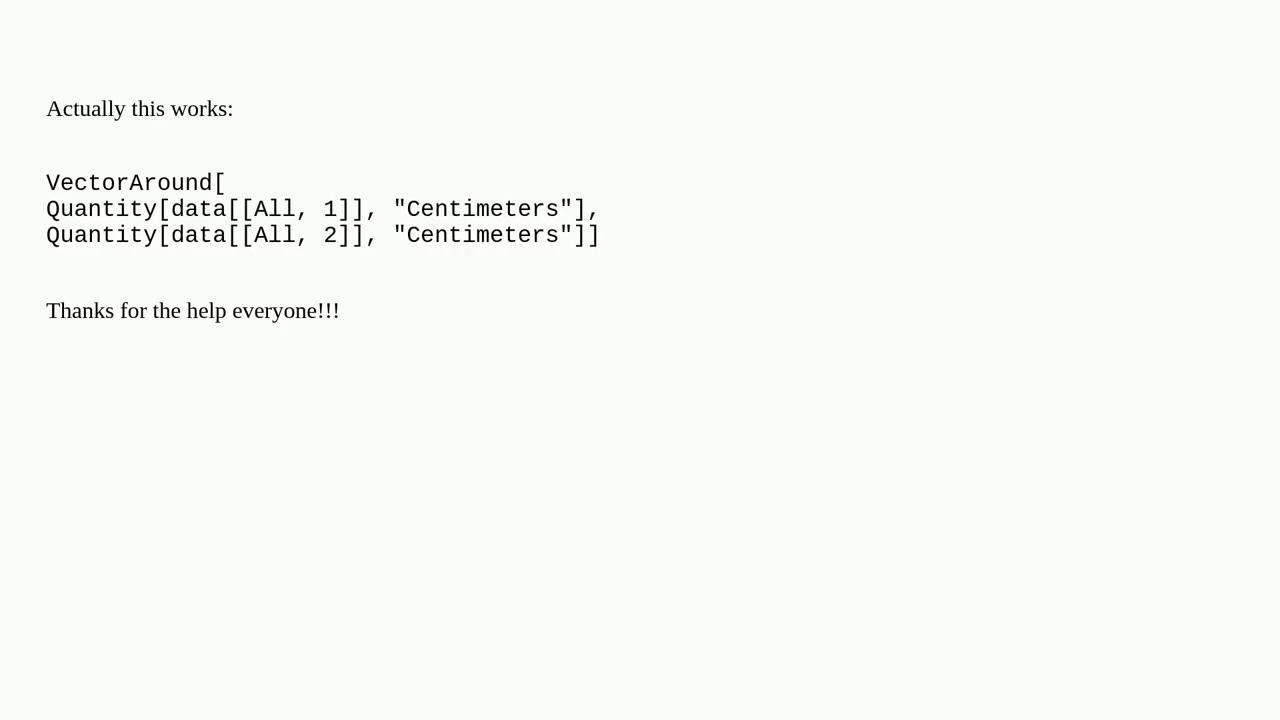 Actually this works:
VectorAround[
Quantity[data[[All, 1]], "Centimeters"],
Quantity[data[[All, 2]], "Centimeters"]]
Thanks for the help everyone!!!